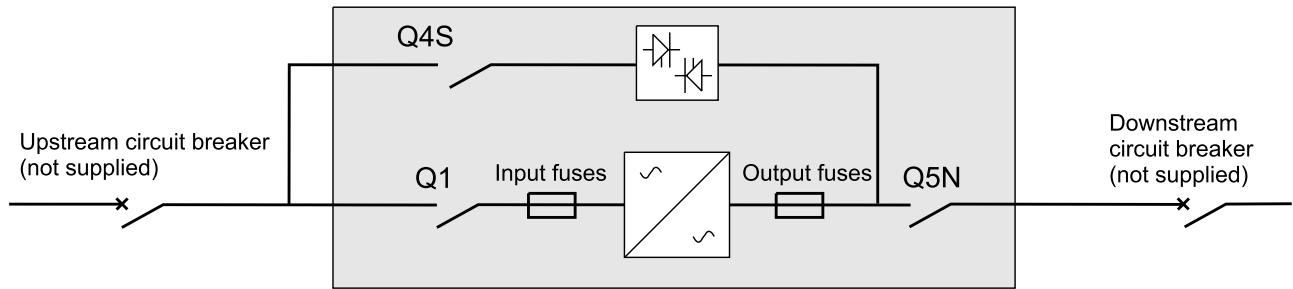 Q4S
Upstream circuit breaker
(not supplied)
Q1
Input fuses
Output fuses
Q5N
Downstream
circuit breaker
(not supplied)